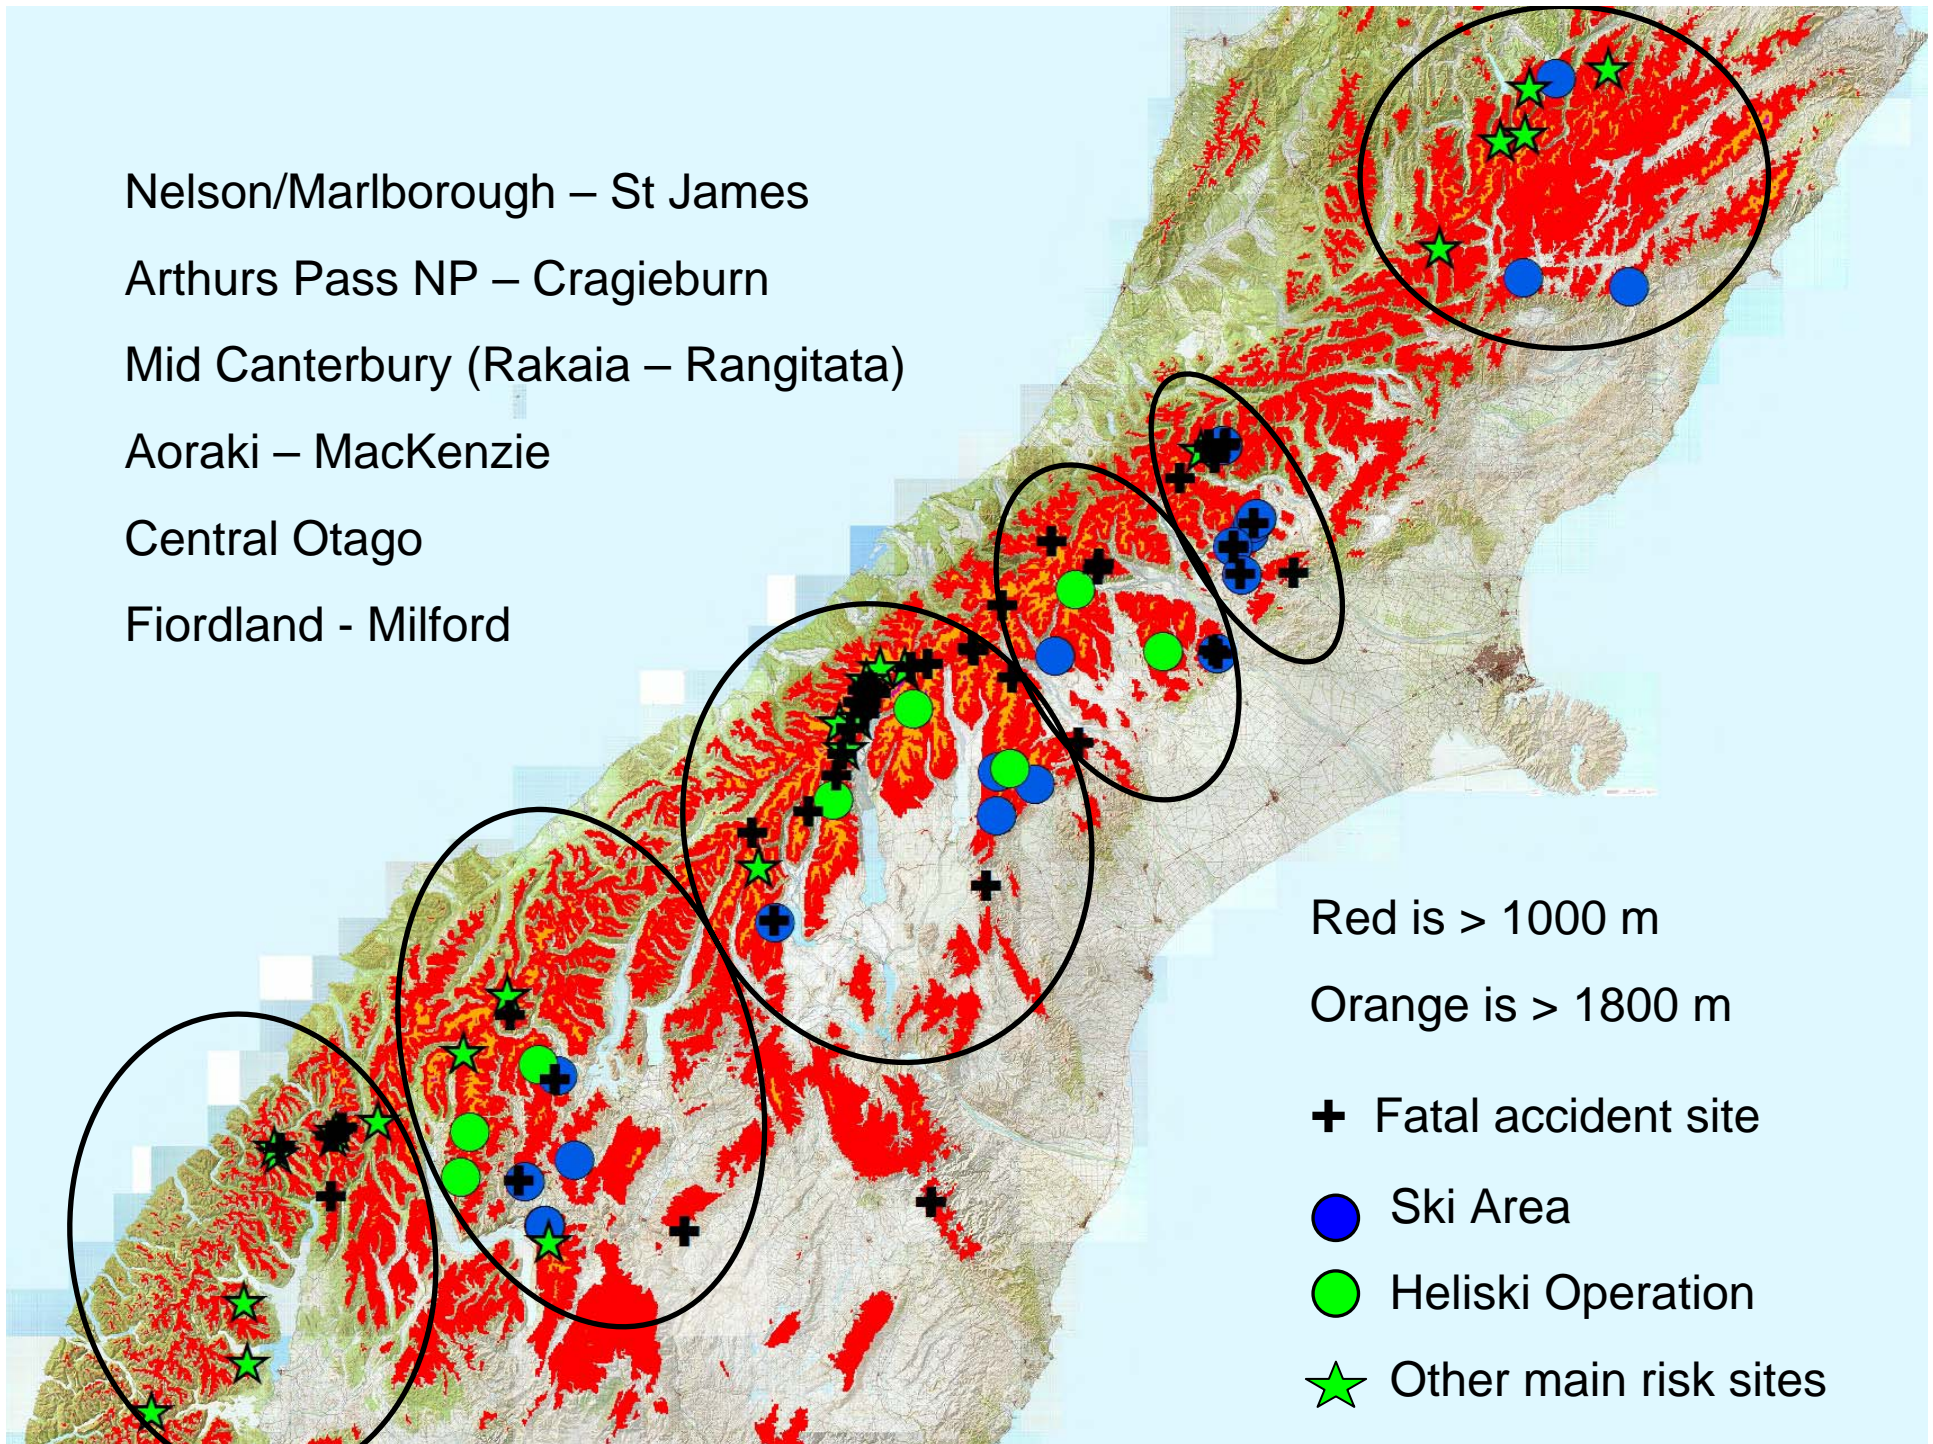 Nelson/Marlborough – St James
Arthurs Pass NP – Cragieburn
Mid Canterbury (Rakaia – Rangitata)
Aoraki – MacKenzie
Central Otago
Fiordland - Milford
Red is > 1000 m
Orange is > 1800 m
Fatal accident site
Ski Area
Heliski Operation
Other main risk sites